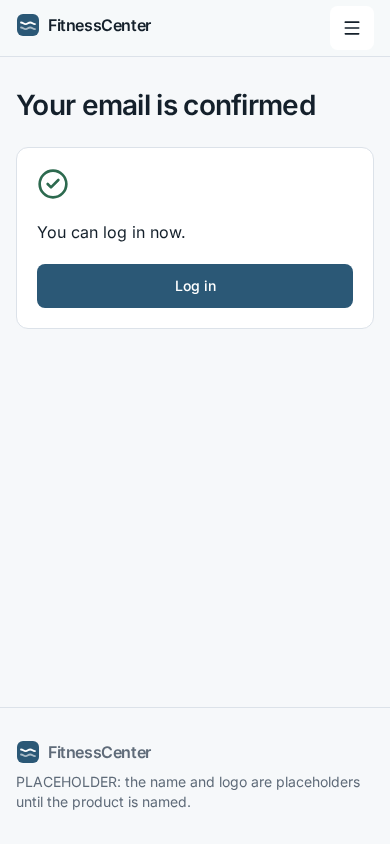 FitnessCenter
Your email is confirmed
You can log in now.
Log in
FitnessCenter
PLACEHOLDER: the name and logo are placeholders
until the product is named.